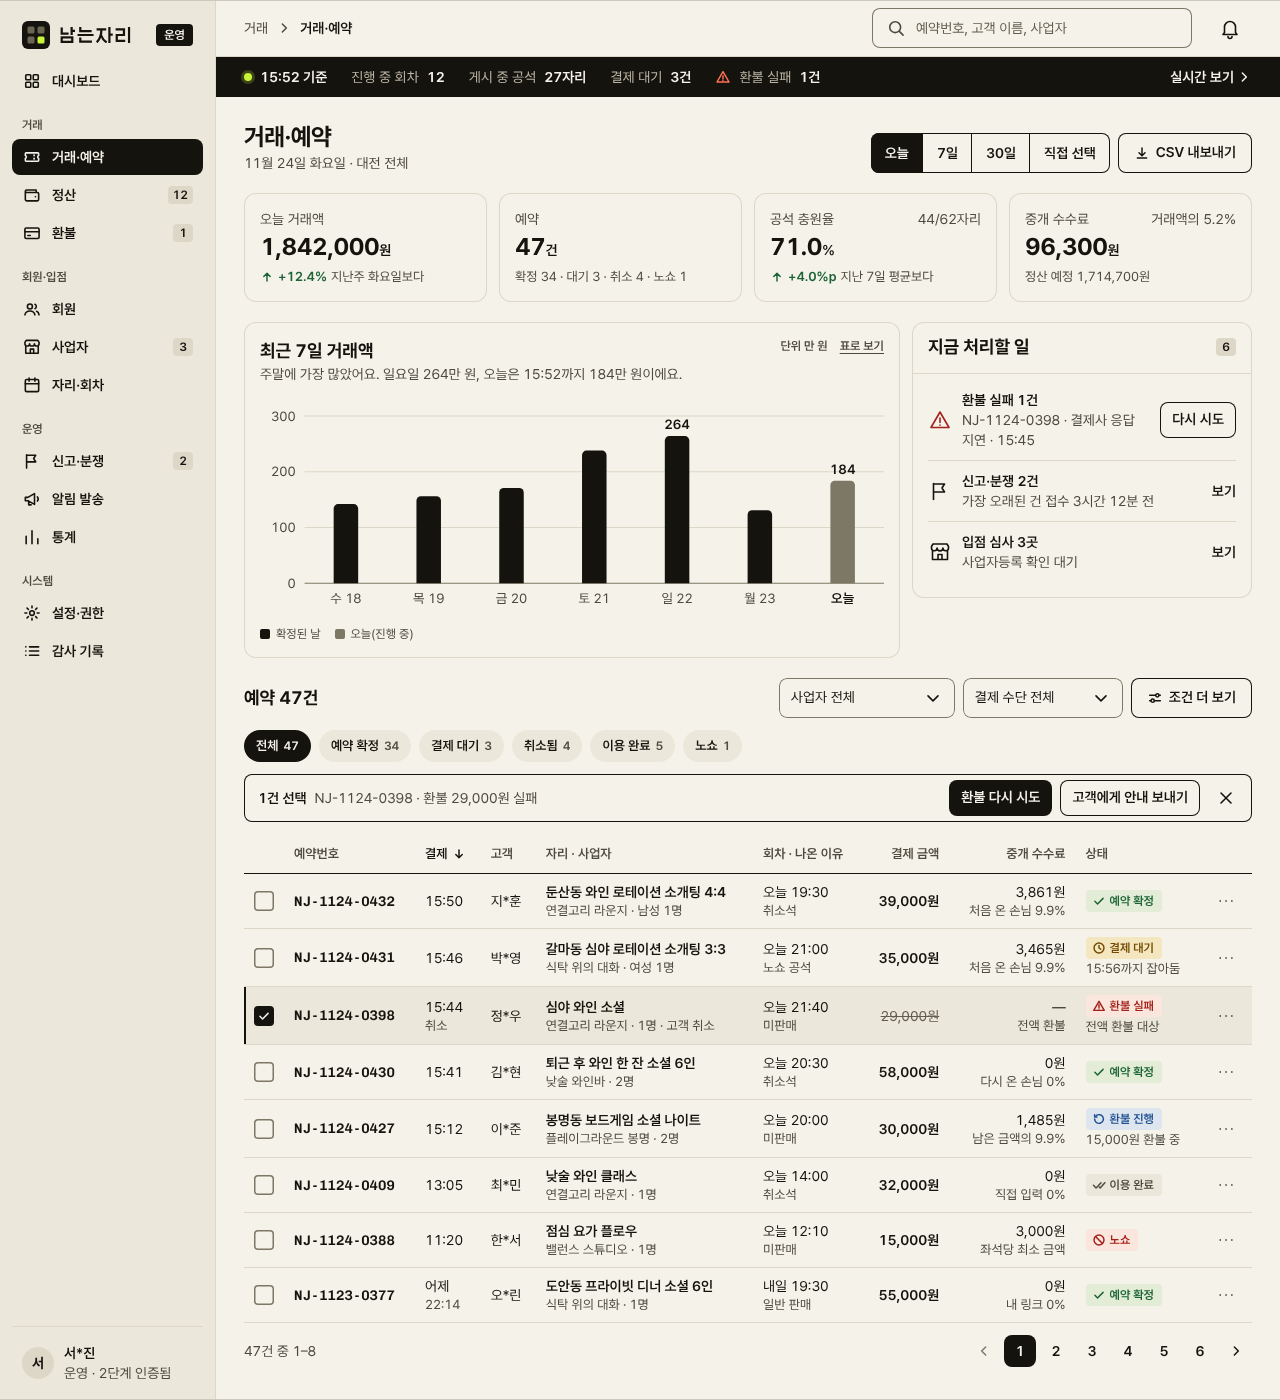 남는자리 운영
대시보드
거래
거래·예약
정산 12
환불 1
회원·입점
회원
사업자 3
자리·회차
운영
신고·분쟁 2
알림 발송
통계
시스템
설정·권한
감사 기록
서 서*진
운영 · 2단계 인증됨
거래 거래·예약
예약번호, 고객 이름, 사업자
15:52 기준 진행 중 회차 12 게시 중 공석 27자리 결제 대기 3건 환불 실패 1건 실시간 보기
거래·예약
11월 24일 화요일 · 대전 전체
오늘 7일 30일 직접 선택 CSV 내보내기
오늘 거래액
1,842,000원
+12.4% 지난주 화요일보다
예약
47건
확정 34 · 대기 3 · 취소 4 · 노쇼 1
공석 충원율 44/62자리
71.0%
+4.0%p 지난 7일 평균보다
중개 수수료 거래액의 5.2%
96,300원
정산 예정 1,714,700원
최근 7일 거래액 단위 만 원 표로 보기
주말에 가장 많았어요. 일요일 264만 원, 오늘은 15:52까지 184만 원이에요.
300
200
100
0
264
184
수 18 목 19 금 20 토 21 일 22 월 23 오늘
확정된 날 오늘(진행 중)
지금 처리할 일 6
환불 실패 1건
NJ-1124-0398 · 결제사 응답
지연 · 15:45
다시 시도
신고·분쟁 2건
가장 오래된 건 접수 3시간 12분 전
보기
입점 심사 3곳
사업자등록 확인 대기
보기
예약 47건 사업자 전체 결제 수단 전체 조건 더 보기
전체 47 예약 확정 34 결제 대기 3 취소됨 4 이용 완료 5 노쇼 1
1건 선택 NJ-1124-0398 · 환불 29,000원 실패 환불 다시 시도 고객에게 안내 보내기
예약번호 결제 고객 자리 · 사업자 회차 · 나온 이유 결제 금액 중개 수수료 상태
NJ-1124-0432 15:50 지*훈 둔산동 와인 로테이션 소개팅 4:4 오늘 19:30 39,000원 3,861원 예약 확정 ···
연결고리 라운지 · 남성 1명 취소석 처음 온 손님 9.9%
NJ-1124-0431 15:46 박*영 갈마동 심야 로테이션 소개팅 3:3 오늘 21:00 35,000원 3,465원 결제 대기 ···
식탁 위의 대화 · 여성 1명 노쇼 공석 처음 온 손님 9.9% 15:56까지 잡아둠
NJ-1124-0398 15:44 정*우 심야 와인 소셜 오늘 21:40 29,000원 — 환불 실패 ···
취소 연결고리 라운지 · 1명 · 고객 취소 미판매 전액 환불 전액 환불 대상
NJ-1124-0430 15:41 김*현 퇴근 후 와인 한 잔 소셜 6인 오늘 20:30 58,000원 0원 예약 확정 ···
낮술 와인바 · 2명 취소석 다시 온 손님 0%
NJ-1124-0427 15:12 이*준 봉명동 보드게임 소셜 나이트 오늘 20:00 30,000원 1,485원 환불 진행 ···
플레이그라운드 봉명 · 2명 미판매 남은 금액의 9.9% 15,000원 환불 중
NJ-1124-0409 13:05 최*민 낮술 와인 클래스 오늘 14:00 32,000원 0원 이용 완료 ···
연결고리 라운지 · 1명 취소석 직접 입력 0%
NJ-1124-0388 11:20 한*서 점심 요가 플로우 오늘 12:10 15,000원 3,000원 노쇼 ···
밸런스 스튜디오 · 1명 미판매 좌석당 최소 금액
NJ-1123-0377 어제 오*린 도안동 프라이빗 디너 소셜 6인 내일 19:30 55,000원 0원 예약 확정 ···
22:14 식탁 위의 대화 · 1명 일반 판매 내 링크 0%
47건 중 1–8 1 2 3 4 5 6